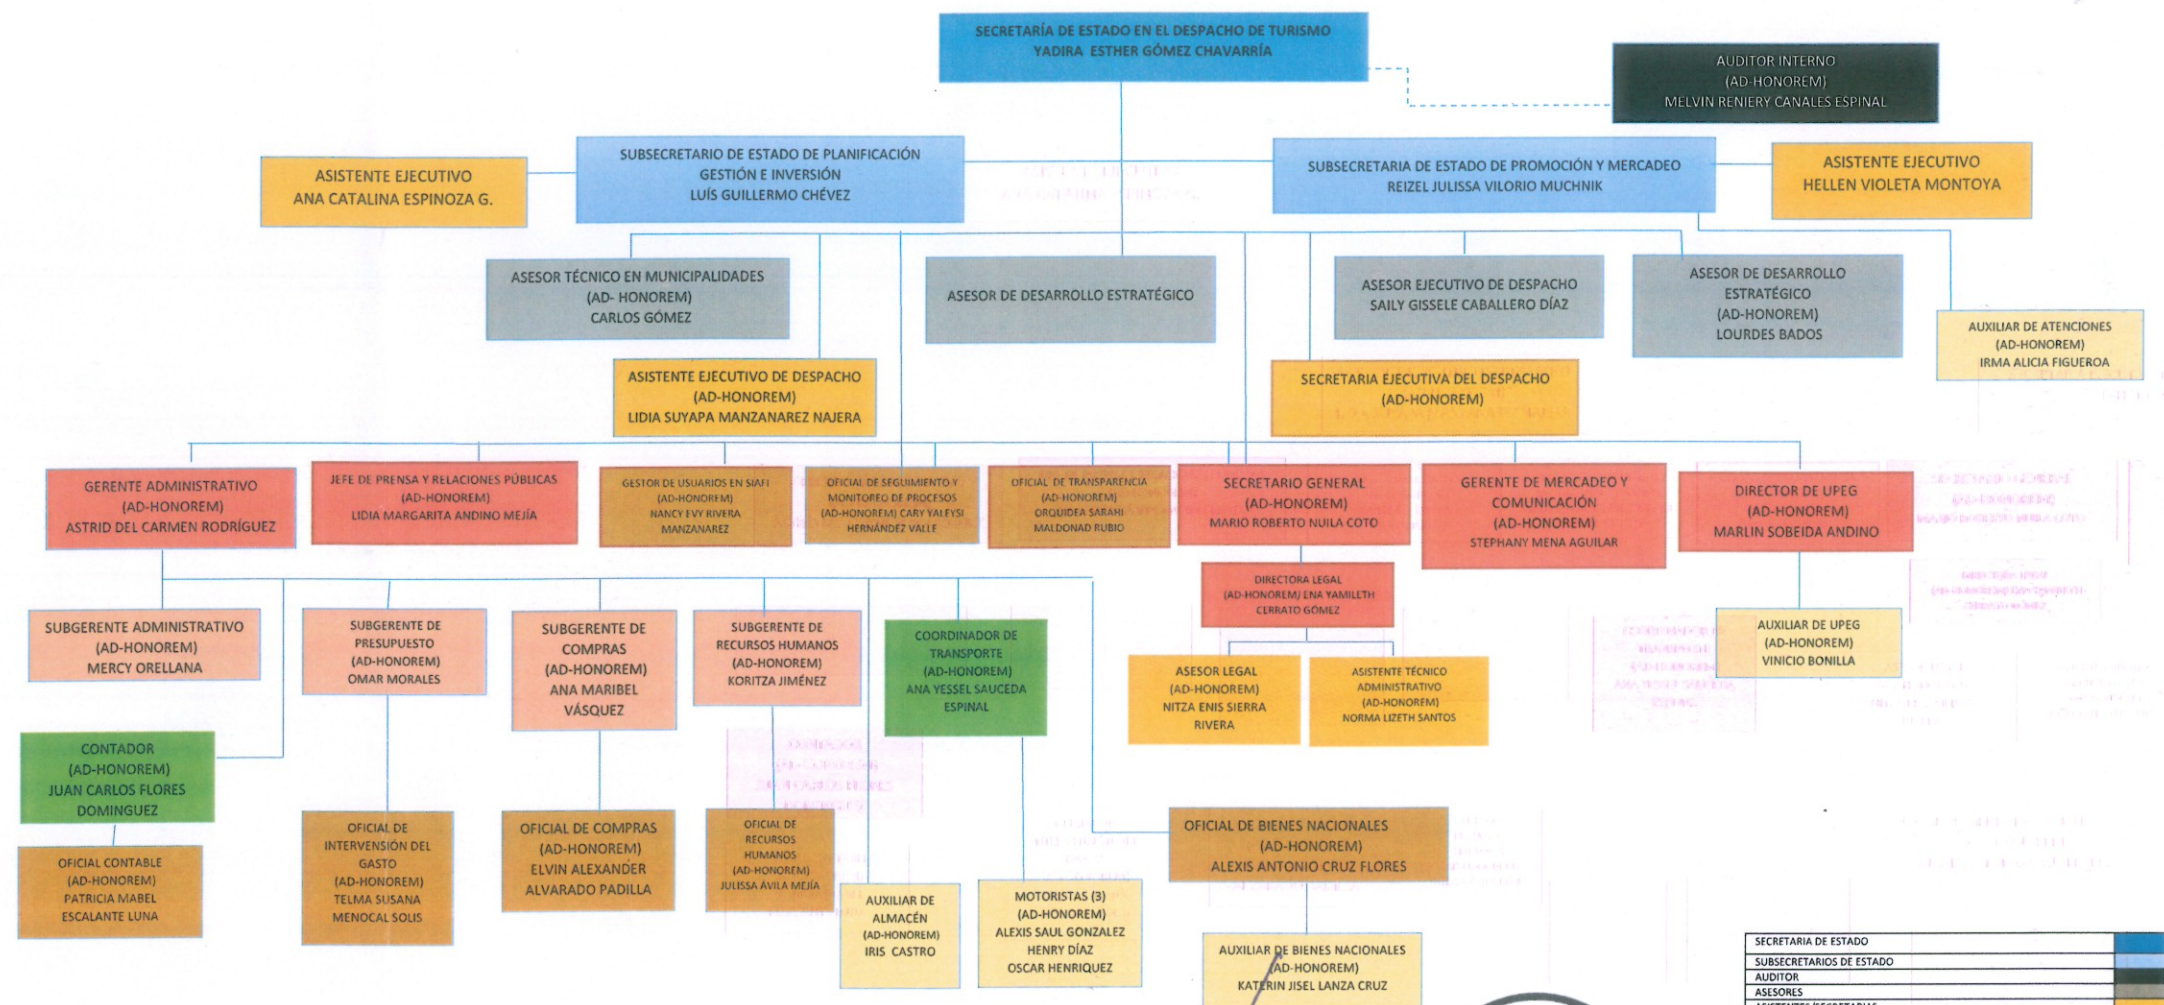 SECRETARÍA DE ESTADO EN EL DESPACHO DE TURISMO
YADIRA ESTHER GÓMEZ CHAVARRÍA
AUDITOR INTERNO
(AD-HONOREM)
MELVIN RENIERY CANALES ESPINAL
ASISTENTE EJECUTIVO
ANA CATALINA ESPINOZA G.
SUBSECRETARIO DE ESTADO DE PLANIFICACIÓN
GESTIÓN E INVERSIÓN
LUÍS GUILLERMO CHÉVEZ
SUBSECRETARIA DE ESTADO DE PROMOCIÓN Y MERCADEO
REIZEL JULISSA VILORIO MUCHNIK
ASISTENTE EJECUTIVO
HELLEN VIOLETA MONTOYA
ASESOR TÉCNICO EN MUNICIPALIDADES
(AD- HONOREM)
CARLOS GÓMEZ
ASESOR DE DESARROLLO ESTRATÉGICO
ASESOR EJECUTIVO DE DESPACHO
SAILY GISSELE CABALLERO DÍAZ
ASESOR DE DESARROLLO
ESTRATÉGICO
(AD-HONOREM)
LOURDES BADOS
AUXILIAR DE ATENCIONES
(AD-HONOREM)
IRMA ALICIA FIGUEROA
ASISTENTE EJECUTIVO DE DESPACHO
(AD-HONOREM)
LIDIA SUYAPA MANZANAREZ NAJERA
SECRETARIA EJECUTIVA DEL DESPACHO
(AD-HONOREM)
GERENTE ADMINISTRATIVO
(AD-HONOREM)
ASTRID DEL CARMEN RODRÍGUEZ
JEFE DE PRENSA Y RELACIONES PÚBLICAS
(AD-HONOREM)
LIDIA MARGARITA ANDINO MEJÍA
GESTOR DE USUARIOS EN SIAFI
(AD-HONOREM)
NANCY EVY RIVERA
MANZANAREZ
OFICIAL DE SEGUIMIENTO Y
MONITOREO DE PROCESOS
(AD-HONOREM) CARY YALEYSI
HERNÁNDEZ VALLE
OFICIAL DE TRANSPARENCIA
(AD-HONOREM)
ORQUIDEA SARAHI
MALDONAD RUBIO
SECRETARIO GENERAL
(AD-HONOREM)
MARIO ROBERTO NUILA COTO
GERENTE DE MERCADEO Y
COMUNICACIÓN
(AD-HONOREM)
STEPHANY MENA AGUILAR
DIRECTOR DE UPEG
(AD-HONOREM)
MARLIN SOBEIDA ANDINO
DIRECTORA LEGAL
(AD-HONOREM) ENA YAMILETH
CERRATO GÓMEZ
SUBGERENTE ADMINISTRATIVO
(AD-HONOREM)
MERCY ORELLANA
SUBGERENTE DE
PRESUPUESTO
(AD-HONOREM)
OMAR MORALES
SUBGERENTE DE
COMPRAS
(AD-HONOREM)
ANA MARIBEL
VÁSQUEZ
SUBGERENTE DE
RECURSOS HUMANOS
(AD-HONOREM)
KORITZA JIMÉNEZ
COORDINADOR DE
TRANSPORTE
(AD-HONOREM)
ANA YESSEL SAUCEDA
ESPINAL
ASESOR LEGAL
(AD-HONOREM)
NITZA ENIS SIERRA
RIVERA
ASISTENTE TÉCNICO
ADMINISTRATIVO
(AD-HONOREM)
NORMA LIZETH SANTOS
AUXILIAR DE UPEG
(AD-HONOREM)
VINICIO BONILLA
CONTADOR
(AD-HONOREM)
JUAN CARLOS FLORES
DOMINGUEZ
OFICIAL CONTABLE
(AD-HONOREM)
PATRICIA MABEL
ESCALANTE LUNA
OFICIAL DE
INTERVENSIÓN DEL
GASTO
(AD-HONOREM)
TELMA SUSANA
MENOCAL SOLIS
OFICIAL DE COMPRAS
(AD-HONOREM)
ELVIN ALEXANDER
ALVARADO PADILLA
OFICIAL DE
RECURSOS
HUMANOS
(AD-HONOREM)
JULISSA ÁVILA MEJÍA
AUXILIAR DE
ALMACÉN
(AD-HONOREM)
IRIS CASTRO
MOTORISTAS (3)
(AD-HONOREM)
ALEXIS SAUL GONZALEZ
HENRY DÍAZ
OSCAR HENRIQUEZ
OFICIAL DE BIENES NACIONALES
(AD-HONOREM)
ALEXIS ANTONIO CRUZ FLORES
AUXILIAR DE BIENES NACIONALES
(AD-HONOREM)
KATERIN JISEL LANZA CRUZ
SECRETARIA DE ESTADO
SUBSECRETARIOS DE ESTADO
AUDITOR
ASESORES